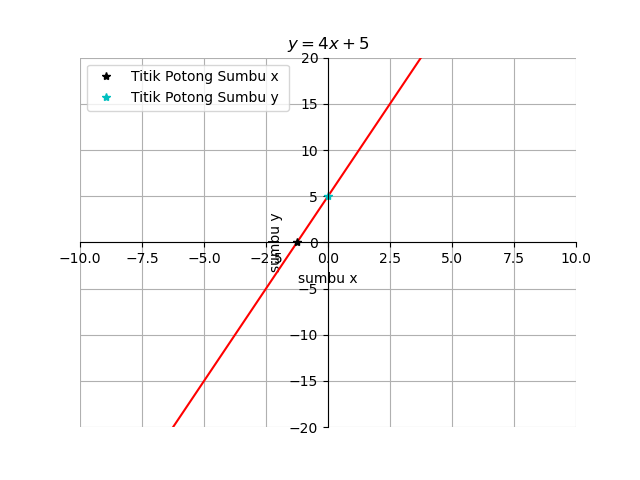 y = 4x + 5
Titik Potong Sumbu x
Titik Potong Sumbu y
20
15
10
5
0
−5
−10
−15
−20
−10.0 −7.5 −5.0 −2.5 0.0 2.5 5.0 7.5 10.0
sumbu y
sumbu x